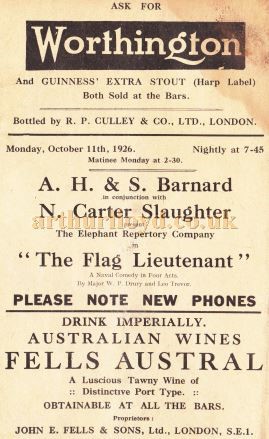 ASK FOR
Worthington
And GUINNESS' EXTRA STOUT (Harp Label)
Both Sold at the Bars.
Bottled by R. P. CULLEY & CO., LTD., LONDON.
Monday, October 11th, 1926. Nightly at 7-45
Matinee Monday at 2-30.
A. H. & S. Barnard
in conjunction with
N. Carter Slaughter
arthurlloyd.co.uk
The Elephant Repertory Company
in
"The Flag Lieutenant"
A Naval Comedy in Four Acts.
By Major W. P. Drury and Leo Trevor.
PLEASE NOTE NEW PHONES
DRINK IMPERIALLY.
AUSTRALIAN WINES
FELLS AUSTRAL
A Luscious Tawny Wine of
:: Distinctive Port Type. ::
OBTAINABLE AT ALL THE BARS.
Proprietors:
JOHN E. FELLS & SONS, Ltd., LONDON, S.E.1.